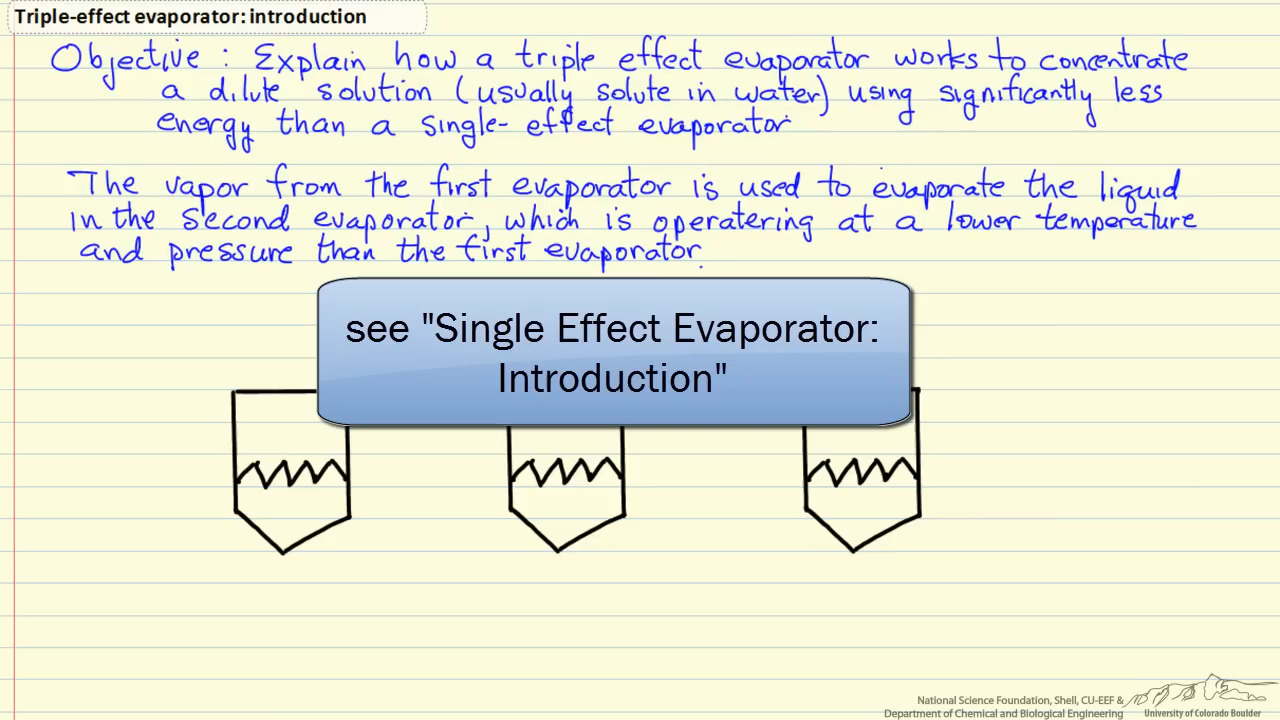 Triple-effect evaporator: introduction
Objective : Explain how a triple effect evaporator works to concentrate
a dilute solution (usually solute in water) using significantly less
energy than a single-effect evaporator
The vapor from the first evaporator is used to evaporate the liquid
in the second evaporator, which is operatering at a lower temperature
and pressure than the first evaporator.
see "Single Effect Evaporator:
Introduction"
National Science Foundation, Shell, CU-EEF &
Department of Chemical and Biological Engineering
University of Colorado Boulder